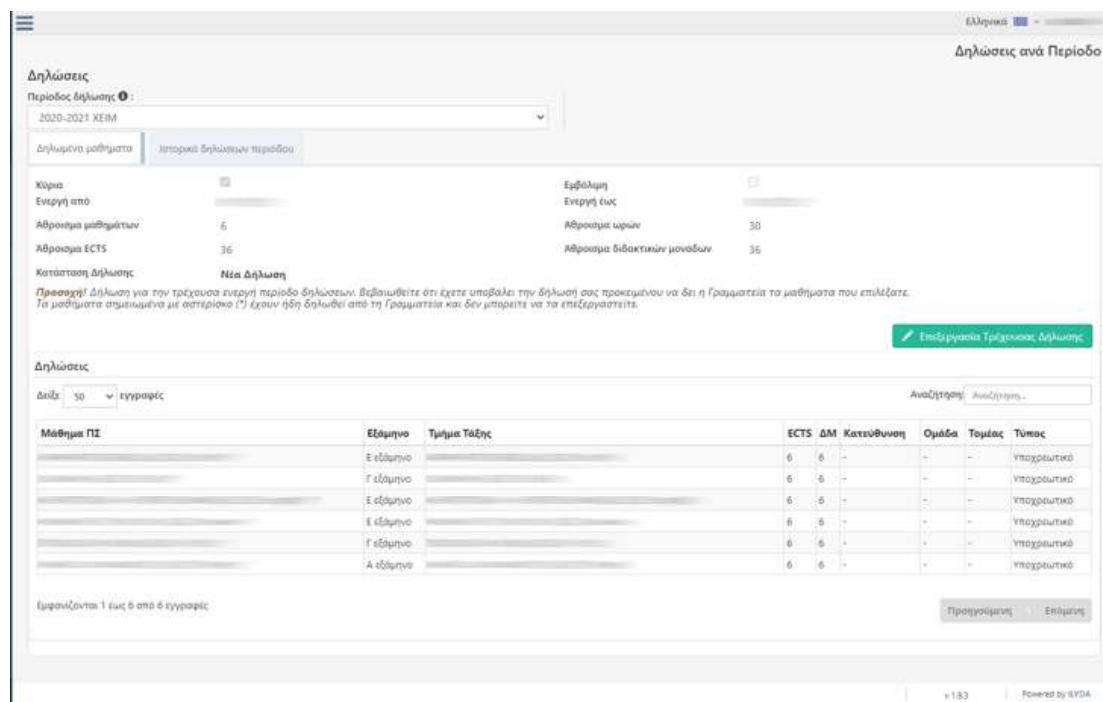 Ελληνικά
Δηλώσεις ανά Περίοδο
Δηλώσεις
Περίοδος δήλωσης :
2020-2021 ΧΕΙΜ
Δηλωμένα μαθήματα Ιστορικό δηλώσεων περιόδου
Κύρια Εμβόλιμη
Ενεργή από Ενεργή έως
Άθροισμα μαθημάτων 6 Άθροισμα ωρών 30
Άθροισμα ECTS 36 Άθροισμα διδακτικών μονάδων 36
Κατάσταση Δήλωσης Νέα Δήλωση
Προσοχή! Δήλωση για την τρέχουσα ενεργή περίοδο δηλώσεων. Βεβαιωθείτε ότι έχετε υποβάλει την δήλωσή σας προκειμένου να δει η Γραμματεία τα μαθήματα που επιλέξατε.
Τα μαθήματα σημειωμένα με αστερίσκο (*) έχουν ήδη δηλωθεί από τη Γραμματεία και δεν μπορείτε να τα επεξεργαστείτε.
Επεξεργασία Τρέχουσας Δήλωσης
Δηλώσεις
Δείξε 50 εγγραφές Αναζήτηση: Αναζήτηση...
Μάθημα ΠΣ Εξάμηνο Τμήμα Τάξης ECTS ΔΜ Κατεύθυνση Ομάδα Τομέας Τύπος
Ε εξάμηνο 6 6 - - - Υποχρεωτικό
Γ εξάμηνο 6 6 - - - Υποχρεωτικό
Ε εξάμηνο 6 6 - - - Υποχρεωτικό
Ε εξάμηνο 6 6 - - - Υποχρεωτικό
Γ εξάμηνο 6 6 - - - Υποχρεωτικό
Α εξάμηνο 6 6 - - - Υποχρεωτικό
Εμφανίζονται 1 έως 6 από 6 εγγραφές
Προηγούμενη 1 Επόμενη
v 1.8.3 Powered by ILYDA